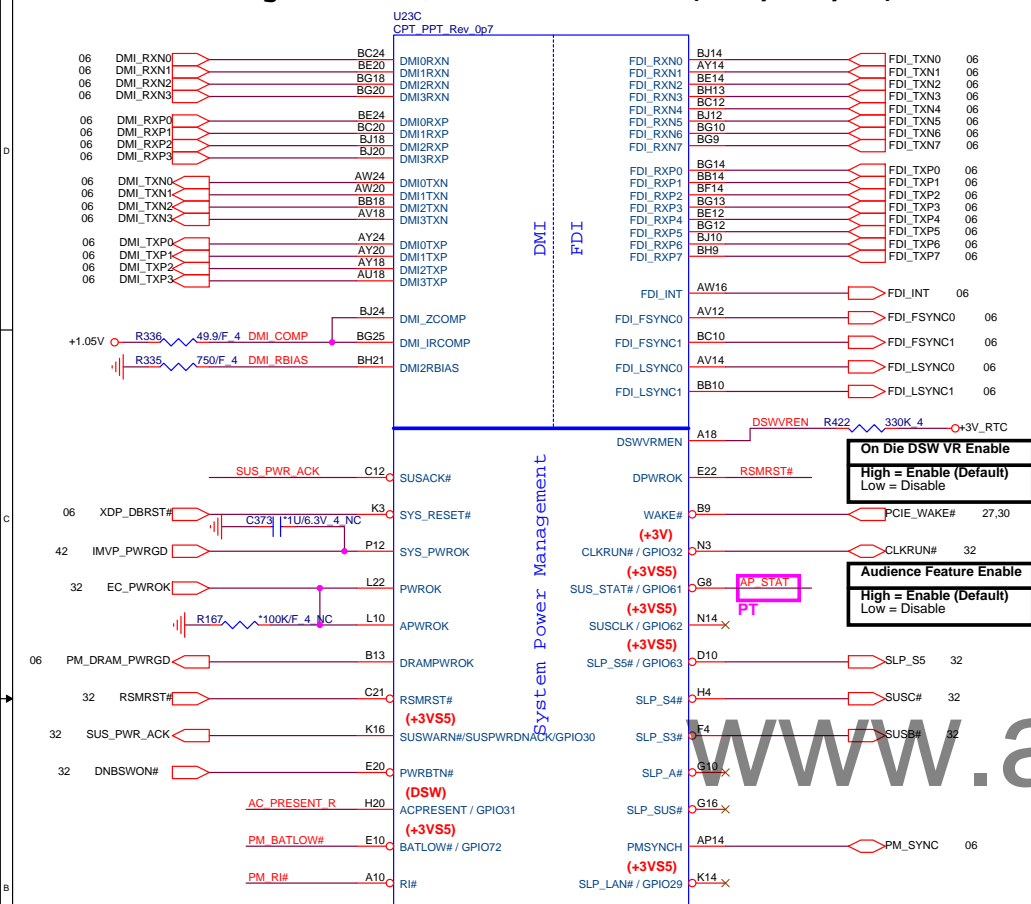 U23C
CPT_PPT_Rev_0p7
06 DMI_RXN0 BC24 DMI0RXN FDI_RXN0 BJ14 FDI_TXN0 06
06 DMI_RXN1 BE20 DMI1RXN FDI_RXN1 AY14 FDI_TXN1 06
06 DMI_RXN2 BG18 DMI2RXN FDI_RXN2 BE14 FDI_TXN2 06
06 DMI_RXN3 BG20 DMI3RXN FDI_RXN3 BH13 FDI_TXN3 06
FDI_RXN4 BC12 FDI_TXN4 06
06 DMI_RXP0 BE24 DMI0RXP FDI_RXN5 BJ12 FDI_TXN5 06
06 DMI_RXP1 BC20 DMI1RXP FDI_RXN6 BG10 FDI_TXN6 06
06 DMI_RXP2 BJ18 DMI2RXP FDI_RXN7 BG9 FDI_TXN7 06
06 DMI_RXP3 BJ20 DMI3RXP
D
FDI_RXP0 BG14 FDI_TXP0 06
06 DMI_TXN0 AW24 DMI0TXN FDI_RXP1 BB14 FDI_TXP1 06
06 DMI_TXN1 AW20 DMI1TXN FDI_RXP2 BF14 FDI_TXP2 06
06 DMI_TXN2 BB18 DMI2TXN FDI_RXP3 BG13 FDI_TXP3 06
06 DMI_TXN3 AV18 DMI3TXN FDI_RXP4 BE12 FDI_TXP4 06
FDI_RXP5 BG12 FDI_TXP5 06
06 DMI_TXP0 AY24 DMI0TXP FDI_RXP6 BJ10 FDI_TXP6 06
06 DMI_TXP1 AY20 DMI1TXP FDI_RXP7 BH9 FDI_TXP7 06
06 DMI_TXP2 AY18 DMI2TXP
06 DMI_TXP3 AU18 DMI3TXP
DMI
FDI
FDI_INT AW16 FDI_INT 06
BJ24 DMI_ZCOMP FDI_FSYNC0 AV12 FDI_FSYNC0 06
+1.05V R336 49.9/F_4 DMI_COMP BG25 DMI_IRCOMP FDI_FSYNC1 BC10 FDI_FSYNC1 06
R335 750/F_4 DMI_RBIAS BH21 DMI2RBIAS FDI_LSYNC0 AV14 FDI_LSYNC0 06
FDI_LSYNC1 BB10 FDI_LSYNC1 06
DSWVRMEN A18 DSWVREN R422 330K_4 +3V_RTC
On Die DSW VR Enable
High = Enable (Default)
Low = Disable
SUS_PWR_ACK C12 SUSACK# DPWROK E22 RSMRST#
06 XDP_DBRST# K3 SYS_RESET# WAKE# B9 PCIE_WAKE# 27,30
C
C373 *1U/6.3V_4_NC
(+3V)
42 IMVP_PWRGD P12 SYS_PWROK CLKRUN# / GPIO32 N3 CLKRUN# 32
(+3VS5)
32 EC_PWROK L22 PWROK SUS_STAT# / GPIO61 G8 AP_STAT
PT
Audience Feature Enable
High = Enable (Default)
Low = Disable
(+3VS5)
R167 *100K/F_4_NC L10 APWROK SUSCLK / GPIO62 N14
(+3VS5)
06 PM_DRAM_PWRGD B13 DRAMPWROK SLP_S5# / GPIO63 D10 SLP_S5 32
System Power Management
32 RSMRST# C21 RSMRST# SLP_S4# H4 SUSC# 32
(+3VS5)
32 SUS_PWR_ACK K16 SUSWARN#/SUSPWRDNACK/GPIO30 SLP_S3# F4 SUSB# 32
www.a
32 DNBSWON# E20 PWRBTN# SLP_A# G10
(DSW)
AC_PRESENT_R H20 ACPRESENT / GPIO31 SLP_SUS# G16
(+3VS5)
PM_BATLOW# E10 BATLOW# / GPIO72 PMSYNCH AP14 PM_SYNC 06
(+3VS5)
PM_RI# A10 RI# SLP_LAN# / GPIO29 K14
B